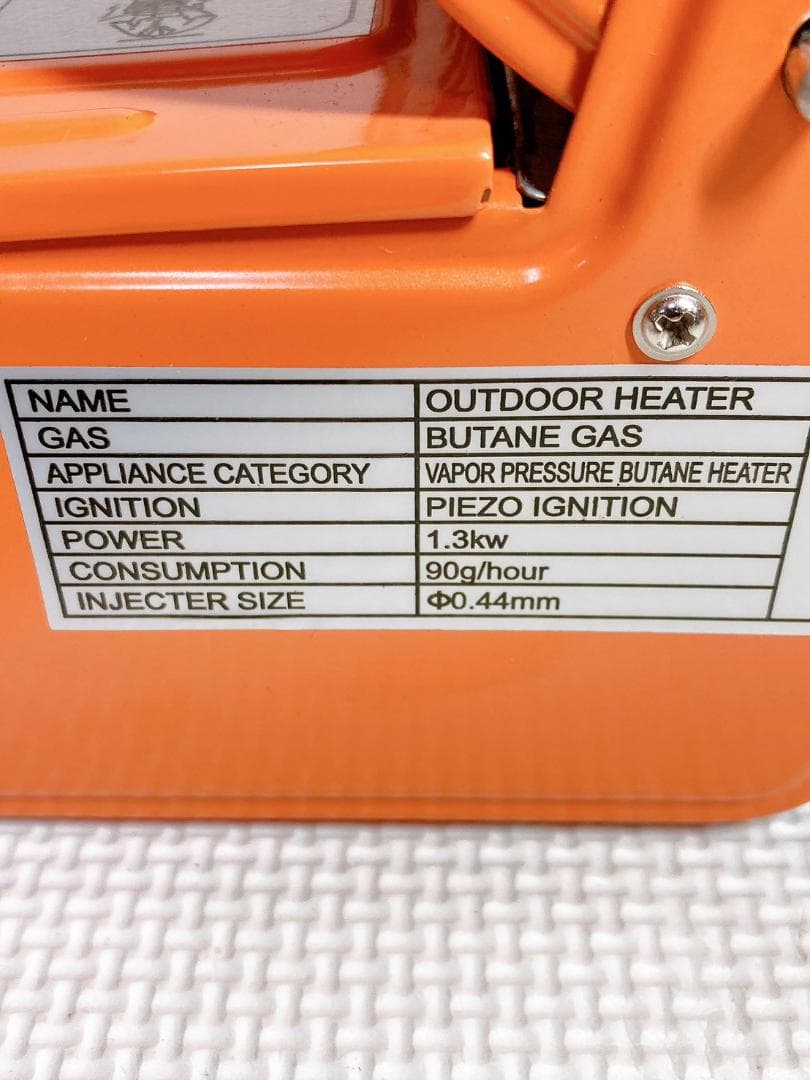 NAME OUTDOOR HEATER
GAS BUTANE GAS
APPLIANCE CATEGORY VAPOR PRESSURE BUTANE HEATER
IGNITION PIEZO IGNITION
POWER 1.3kw
CONSUMPTION 90g/hour
INJECTER SIZE Φ0.44mm